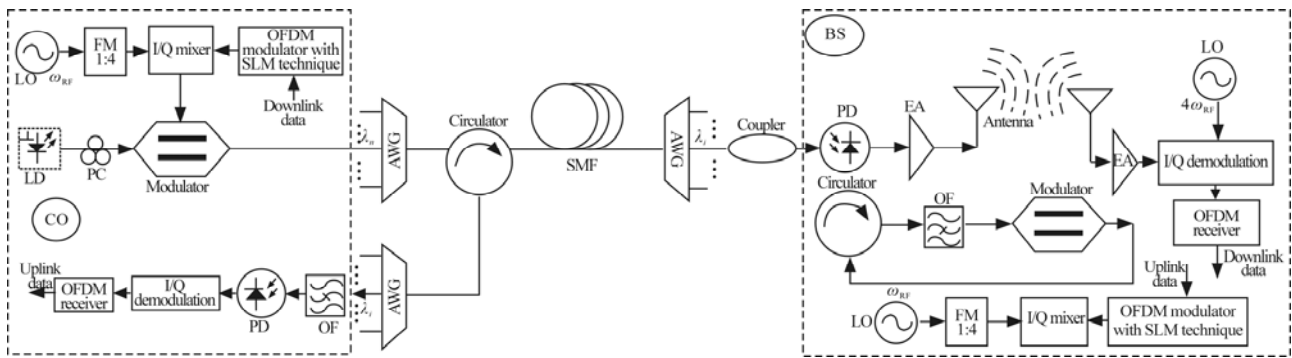 LO
ω_RF
FM
1:4
I/Q mixer
OFDM
modulator with
SLM technique
Downlink
data
LD
PC
Modulator
CO
λ_n
AWG
Circulator
SMF
AWG
λ_i
Coupler
Uplink
data
OFDM
receiver
I/Q
demodulation
PD
OF
λ_i
AWG
BS
PD
EA
Antenna
EA
LO
4ω_RF
I/Q demodulation
OFDM
receiver
Downlink
data
Circulator
OF
Modulator
Uplink
data
ω_RF
LO
FM
1:4
I/Q mixer
OFDM modulator
with SLM technique